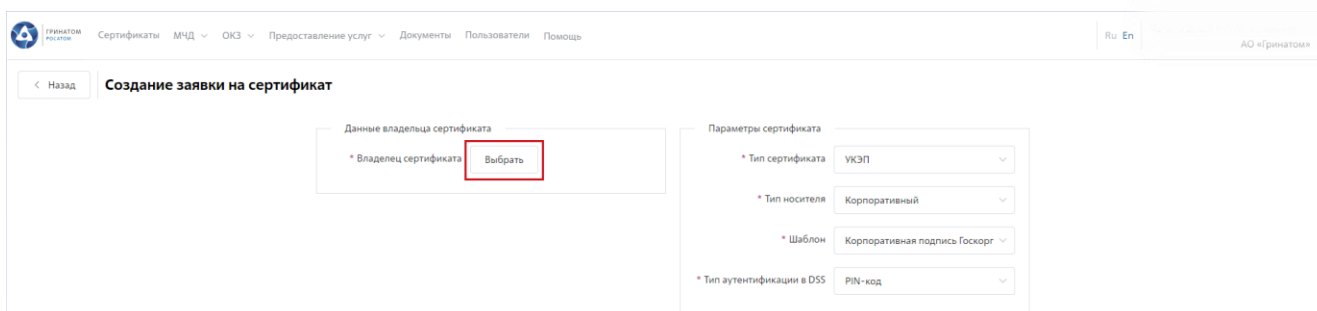 ГРИНАТОМ
РОСАТОМ
Сертификаты МЧД ОКЗ Предоставление услуг Документы Пользователи Помощь
Ru En
АО «Гринатом»
< Назад
Создание заявки на сертификат
Данные владельца сертификата
* Владелец сертификата Выбрать
Параметры сертификата
* Тип сертификата УКЭП
* Тип носителя Корпоративный
* Шаблон Корпоративная подпись Госкорг
* Тип аутентификации в DSS PIN-код